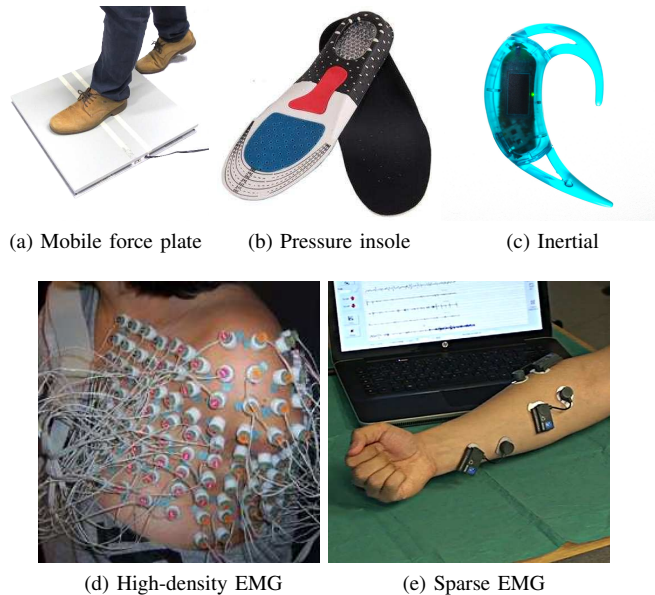 (a) Mobile force plate
(b) Pressure insole
(c) Inertial
(d) High-density EMG
(e) Sparse EMG